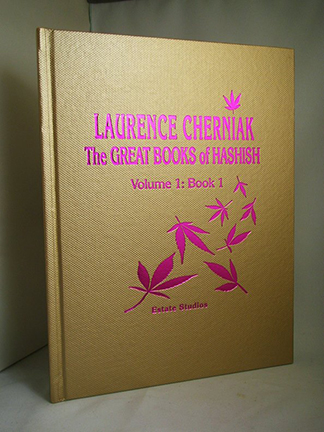 LAURENCE CHERNIAK
The GREAT BOOKS of HASHISH
Volume 1: Book 1
Estate Studios